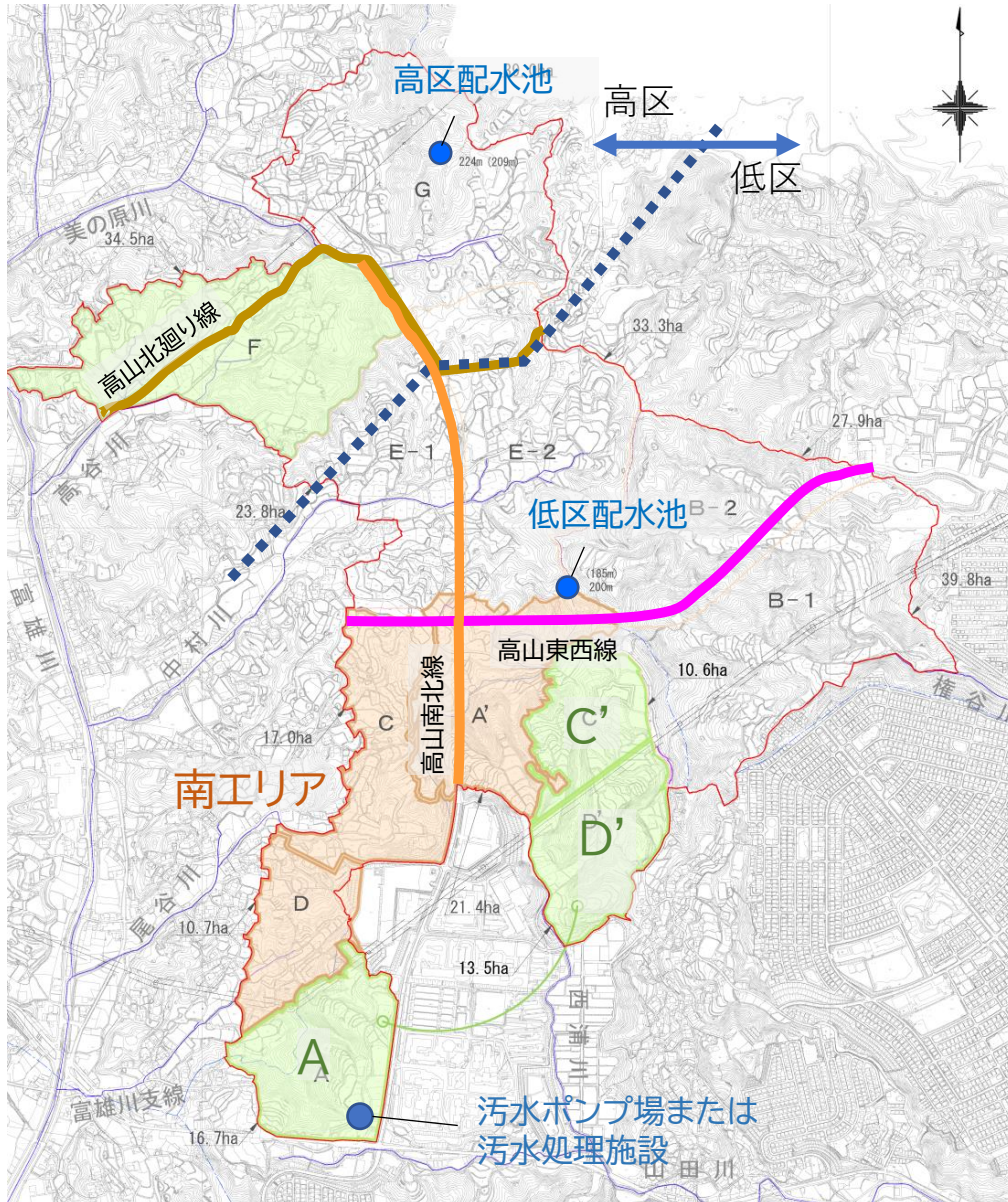 高区配水池
高区
低区
224m (209m)
G
美の原川
34.5ha
高山北廻り線
F
33.3ha
27.9ha
E-1
E-2
高谷川
23.8ha
低区配水池
B-2
(185m)
200m
39.8ha
B-1
富雄川
中村川
高山東西線
10.6ha
C
高山南北線
A'
C'
17.0ha
南エリア
D'
尾谷川
D
10.7ha
21.4ha
13.5ha
西浦川
A
富雄川支線
16.7ha
汚水ポンプ場または
汚水処理施設
山田川